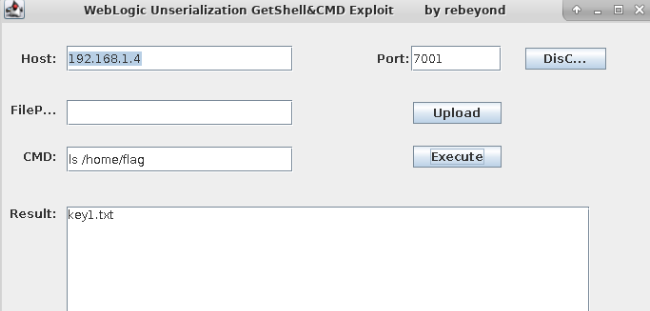 WebLogic Unserialization GetShell&CMD Exploit by rebeyond
Host: 192.168.1.4 Port: 7001 DisC...
FileP... Upload
CMD: ls /home/flag Execute
Result: key1.txt